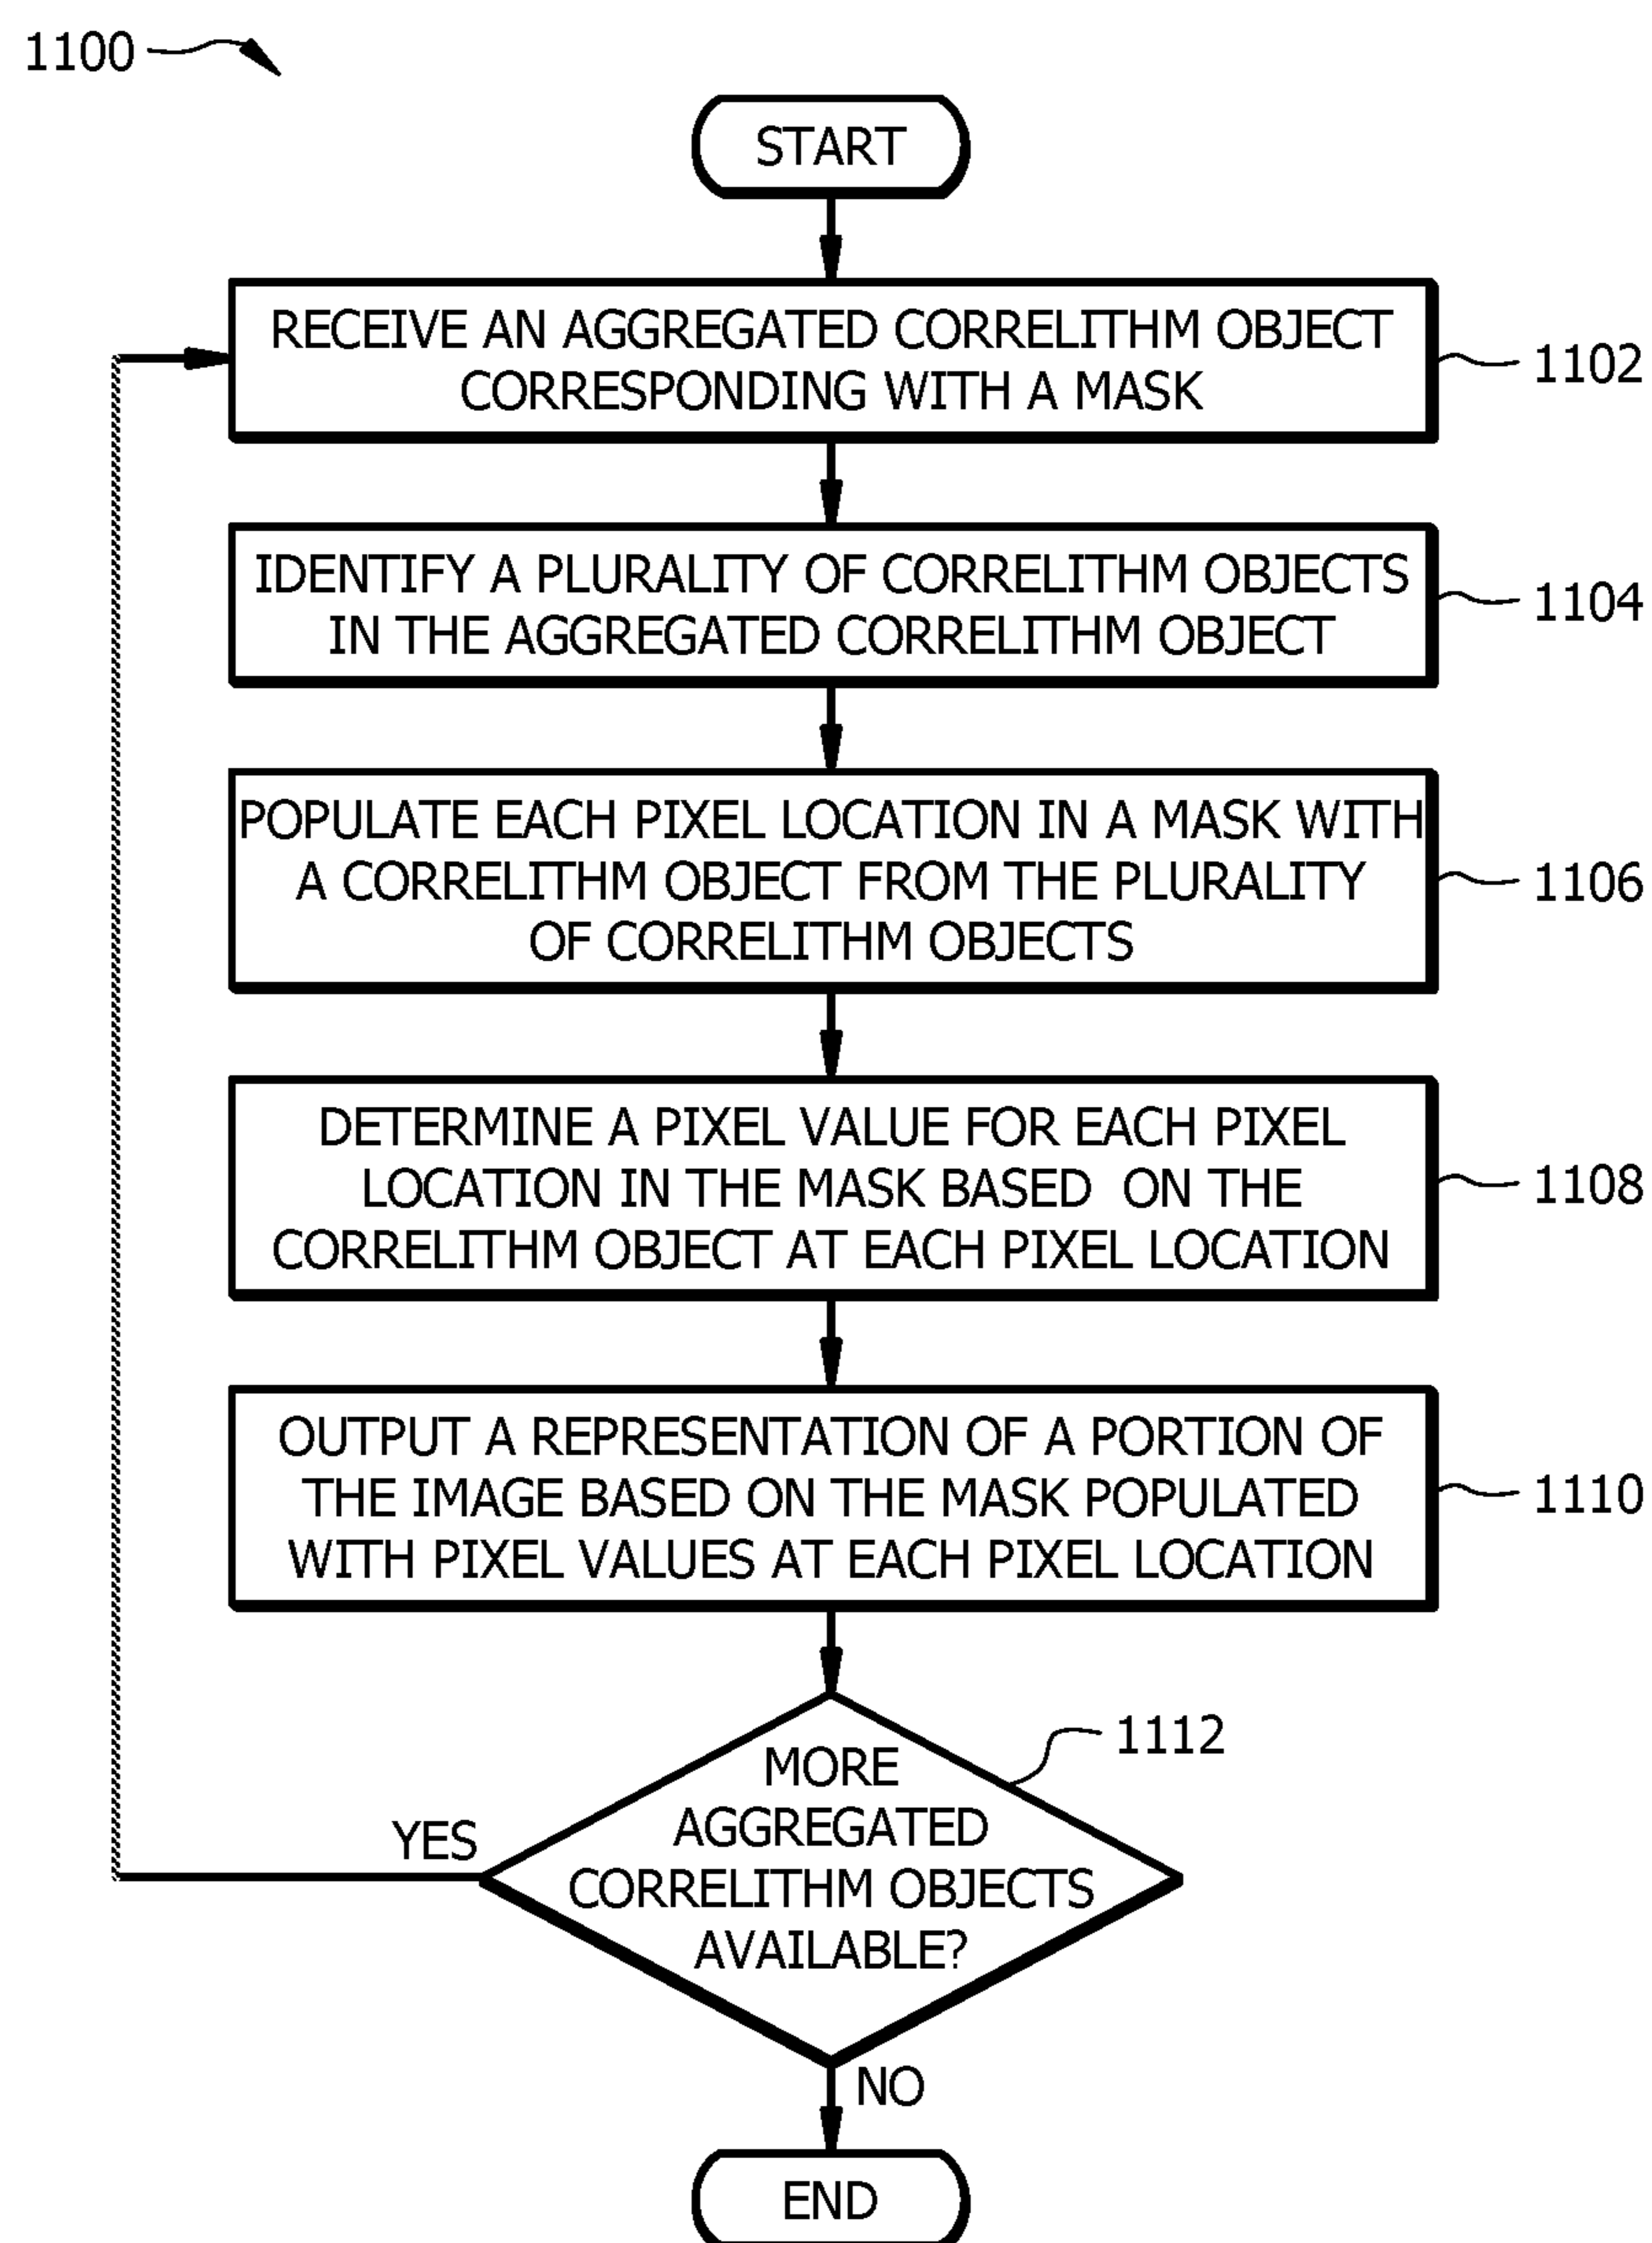 1100
START
RECEIVE AN AGGREGATED CORRELITHM OBJECT
CORRESPONDING WITH A MASK
1102
IDENTIFY A PLURALITY OF CORRELITHM OBJECTS
IN THE AGGREGATED CORRELITHM OBJECT
1104
POPULATE EACH PIXEL LOCATION IN A MASK WITH
A CORRELITHM OBJECT FROM THE PLURALITY
OF CORRELITHM OBJECTS
1106
DETERMINE A PIXEL VALUE FOR EACH PIXEL
LOCATION IN THE MASK BASED ON THE
CORRELITHM OBJECT AT EACH PIXEL LOCATION
1108
OUTPUT A REPRESENTATION OF A PORTION OF
THE IMAGE BASED ON THE MASK POPULATED
WITH PIXEL VALUES AT EACH PIXEL LOCATION
1110
1112
MORE
AGGREGATED
CORRELITHM OBJECTS
AVAILABLE?
YES
NO
END